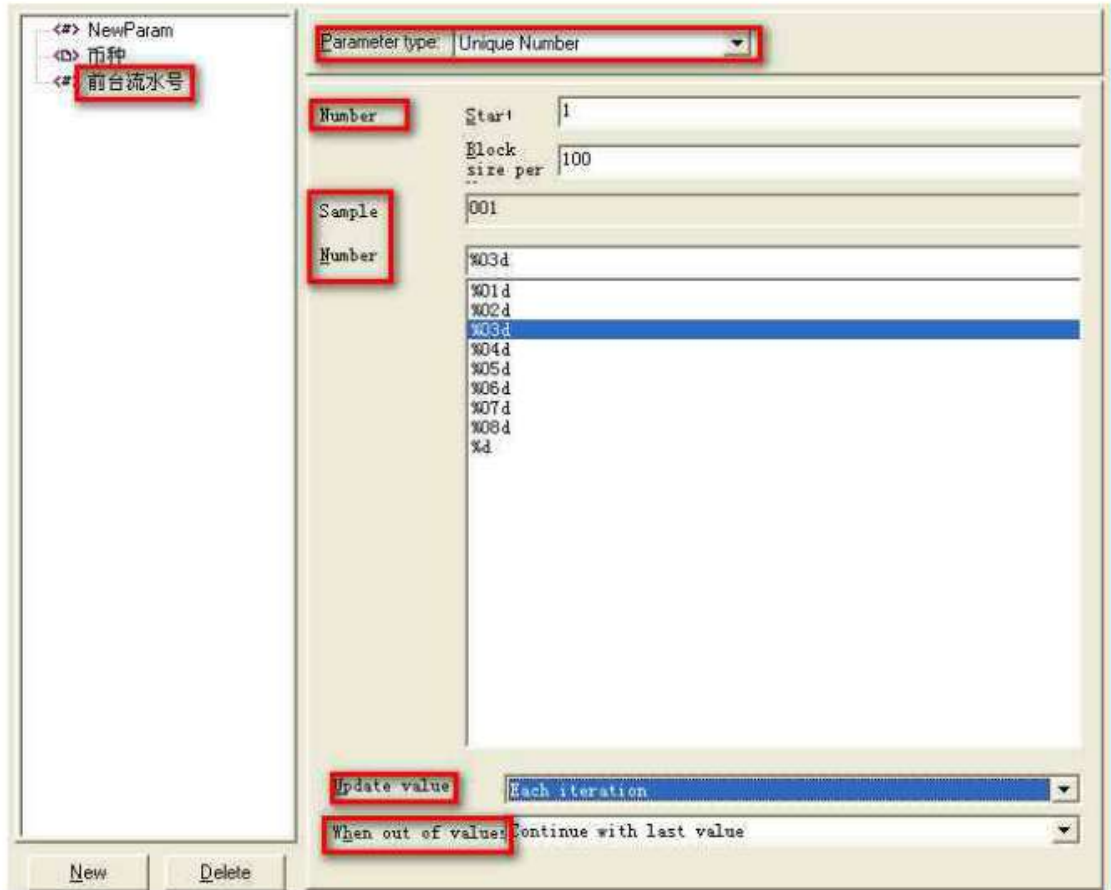 NewParam
币种
前台流水号
New
Delete
Parameter type: Unique Number
Number
Start 1
Block
size per 100
Sample 001
Number %03d
%01d
%02d
%03d
%04d
%05d
%06d
%07d
%08d
%d
Update value Each iteration
When out of values Continue with last value